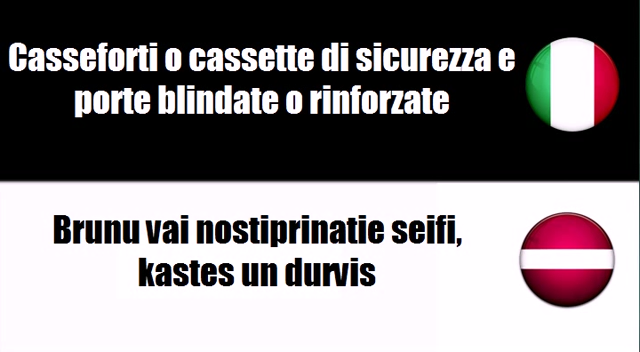 Casseforti o cassette di sicurezza e
porte blindate o rinforzate
Brunu vai nostiprinatie seifi,
kastes un durvis